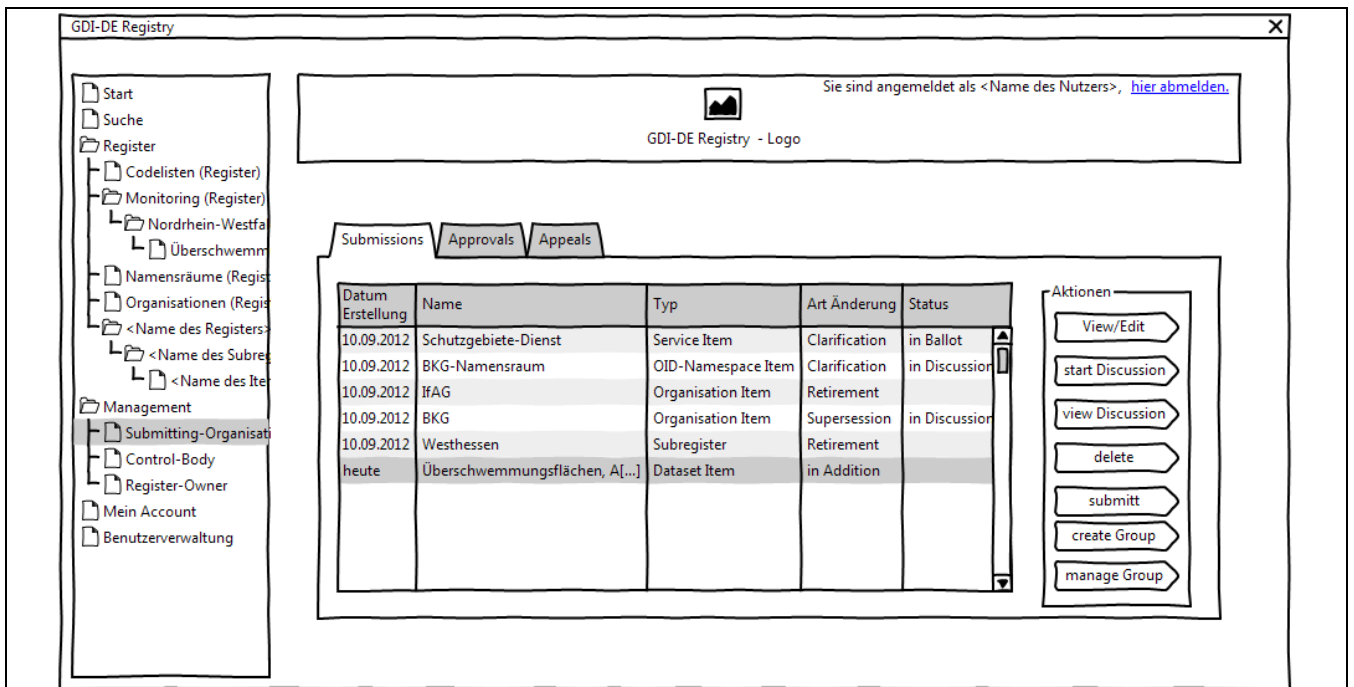 GDI-DE Registry
Start
Suche
Register
Codelisten (Register)
Monitoring (Register)
Nordrhein-Westfal
Überschwemm
Namensräume (Regist
Organisationen (Regis
<Name des Registers>
<Name des Subreg
<Name des Iter
Management
Submitting-Organisati
Control-Body
Register-Owner
Mein Account
Benutzerverwaltung
Sie sind angemeldet als <Name des Nutzers>, hier abmelden.
GDI-DE Registry - Logo
Submissions Approvals Appeals
Datum Erstellung Name Typ Art Änderung Status
10.09.2012 Schutzgebiete-Dienst Service Item Clarification in Ballot
10.09.2012 BKG-Namensraum OID-Namespace Item Clarification in Discussion
10.09.2012 IfAG Organisation Item Retirement
10.09.2012 BKG Organisation Item Supersession in Discussion
10.09.2012 Westhessen Subregister Retirement
heute Überschwemmungsflächen, A[...] Dataset Item in Addition
Aktionen
View/Edit
start Discussion
view Discussion
delete
submitt
create Group
manage Group